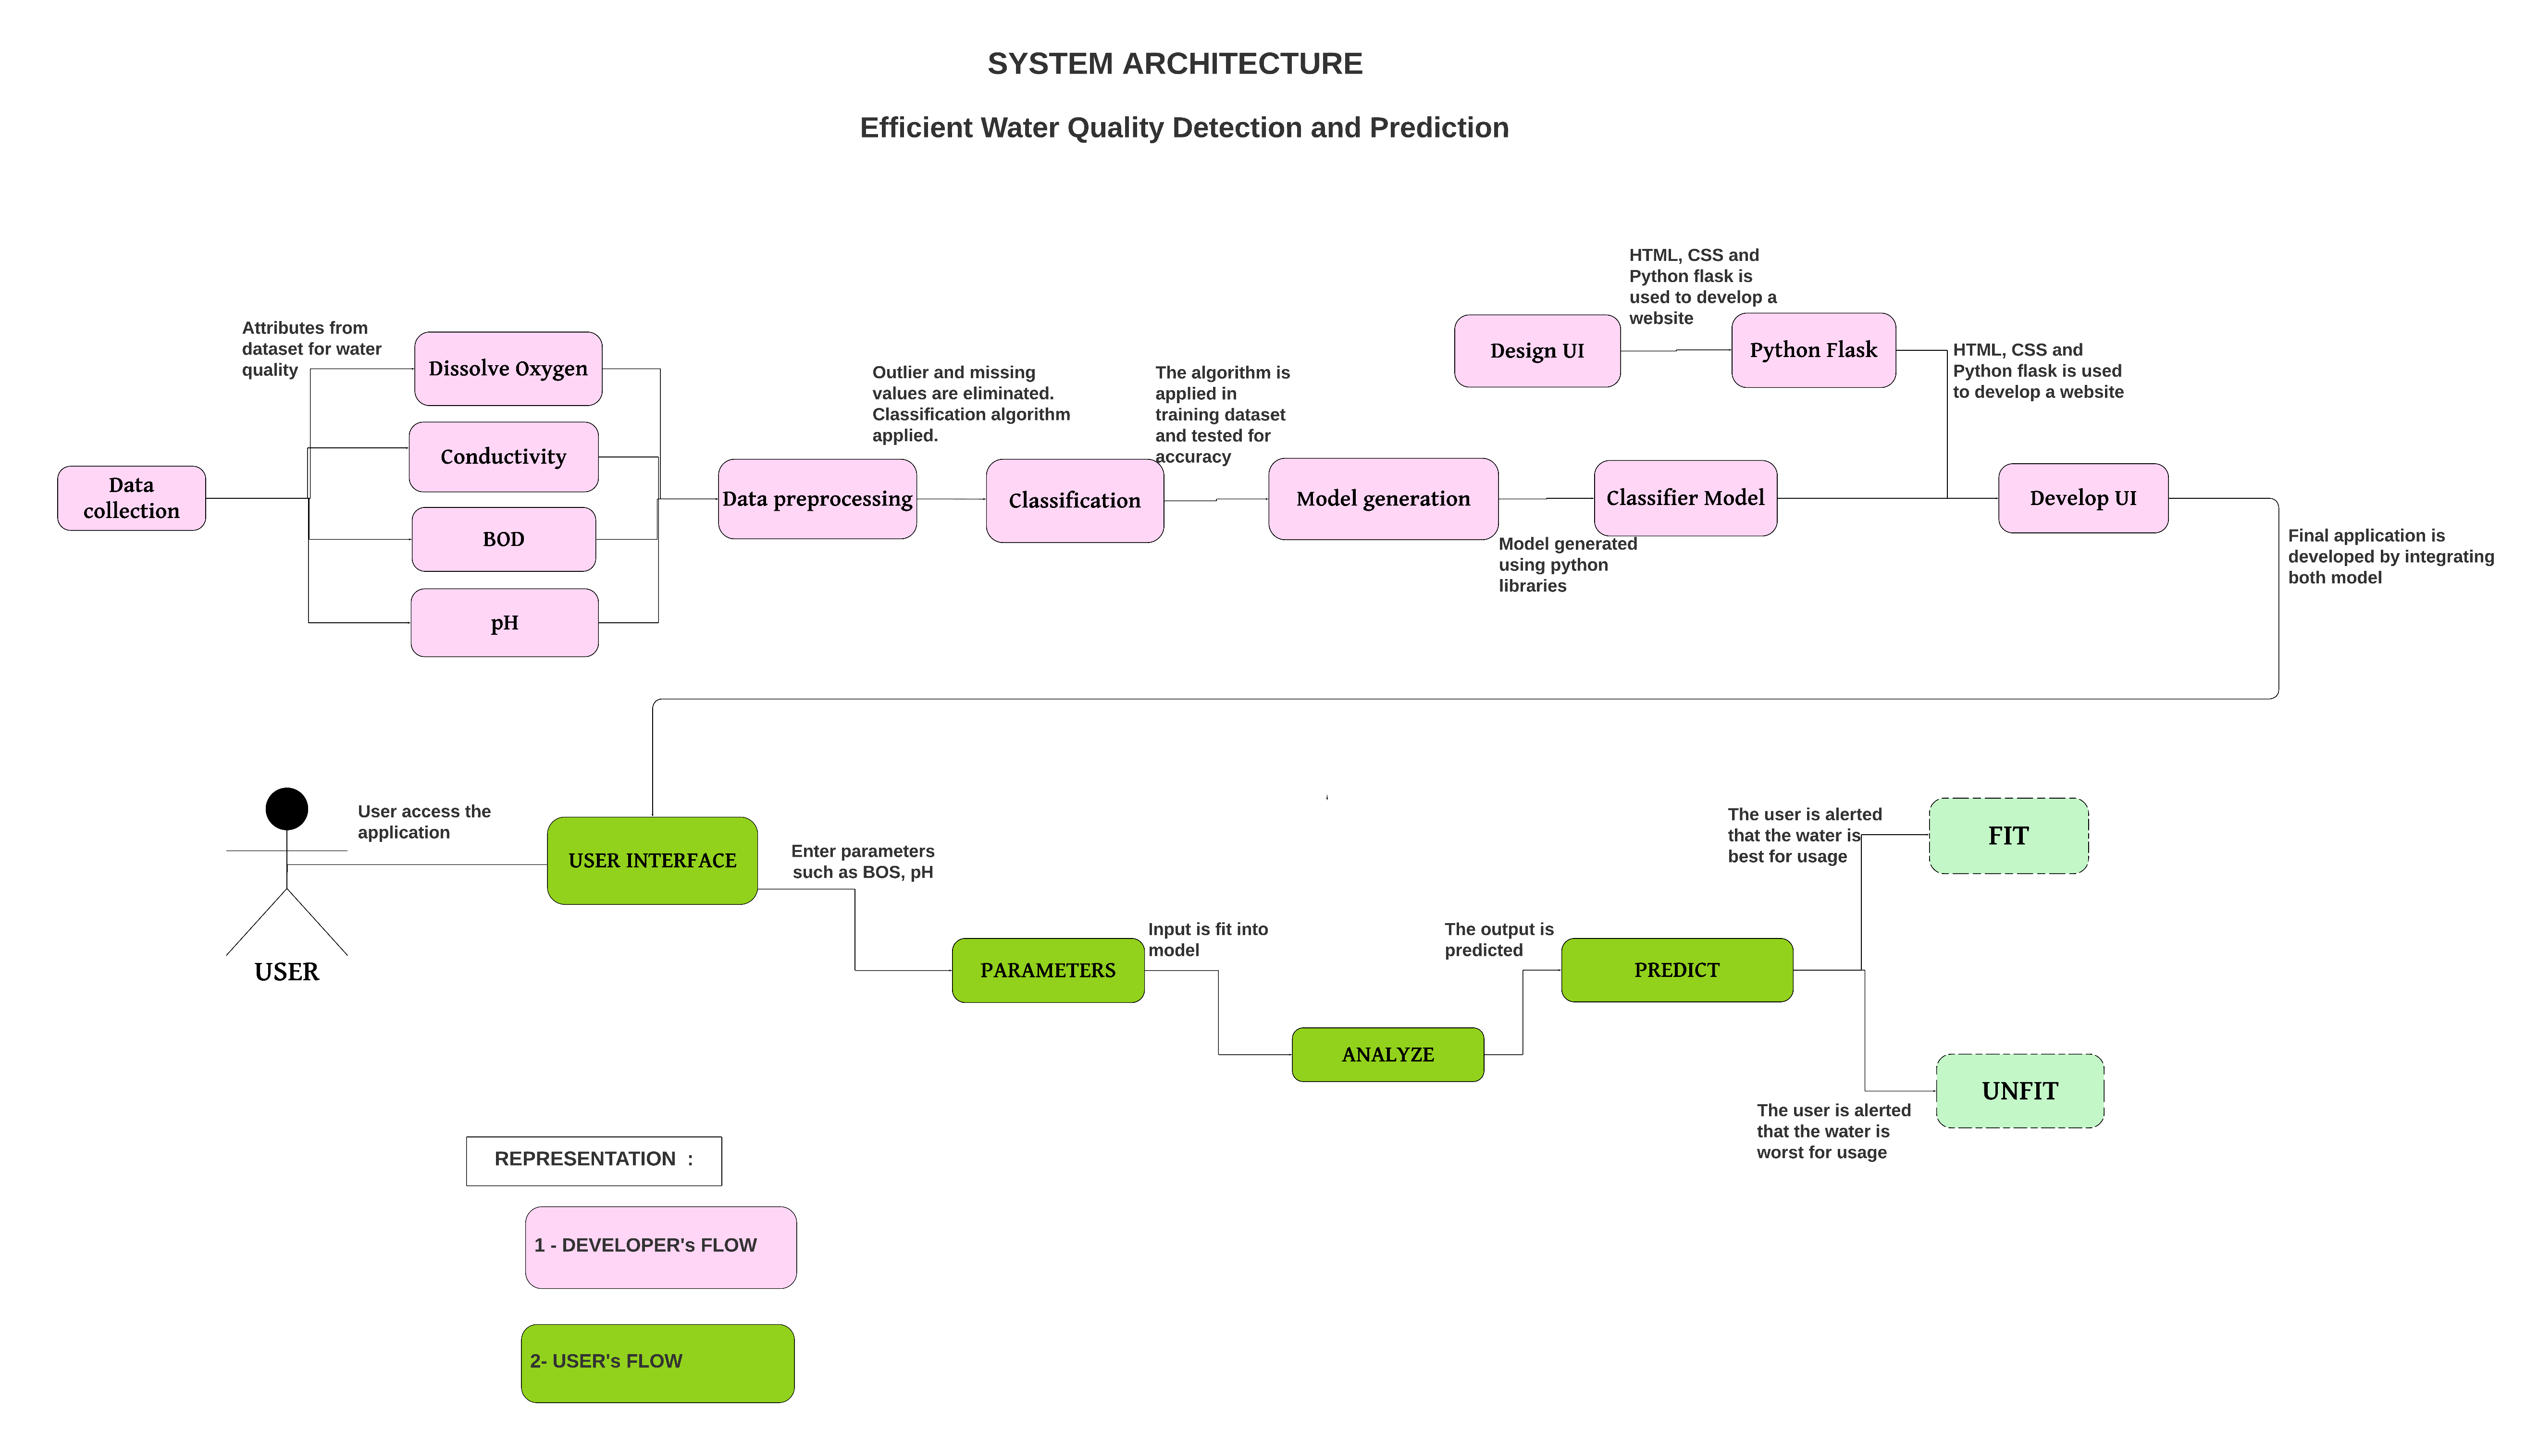 SYSTEM ARCHITECTURE
Efficient Water Quality Detection and Prediction
HTML, CSS and
Python flask is
used to develop a
website
Design UI
Python Flask
HTML, CSS and
Python flask is used
to develop a website
Attributes from
dataset for water
quality
Dissolve Oxygen
Conductivity
BOD
pH
Data
collection
Outlier and missing
values are eliminated.
Classification algorithm
applied.
The algorithm is
applied in
training dataset
and tested for
accuracy
Data preprocessing
Classification
Model generation
Classifier Model
Develop UI
Model generated
using python
libraries
Final application is
developed by integrating
both model
User access the
application
USER
USER INTERFACE
Enter parameters
such as BOS, pH
PARAMETERS
Input is fit into
model
ANALYZE
The output is
predicted
PREDICT
The user is alerted
that the water is
best for usage
FIT
UNFIT
The user is alerted
that the water is
worst for usage
REPRESENTATION :
1 - DEVELOPER's FLOW
2- USER's FLOW